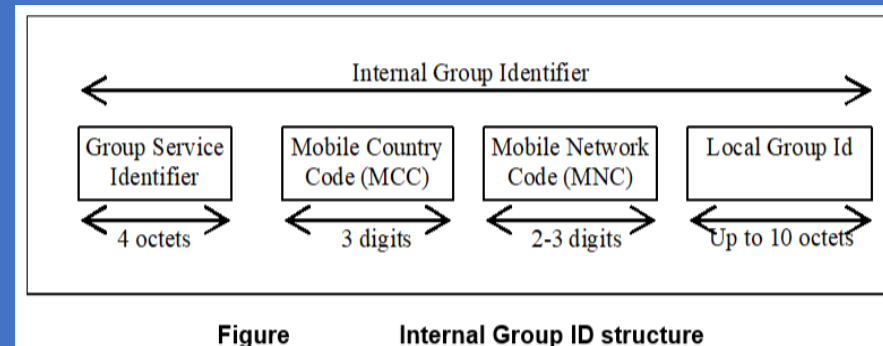 Internal Group Identifier
Group Service
Identifier
Mobile Country
Code (MCC)
Mobile Network
Code (MNC)
Local Group Id
4 octets
3 digits
2-3 digits
Up to 10 octets
Figure Internal Group ID structure